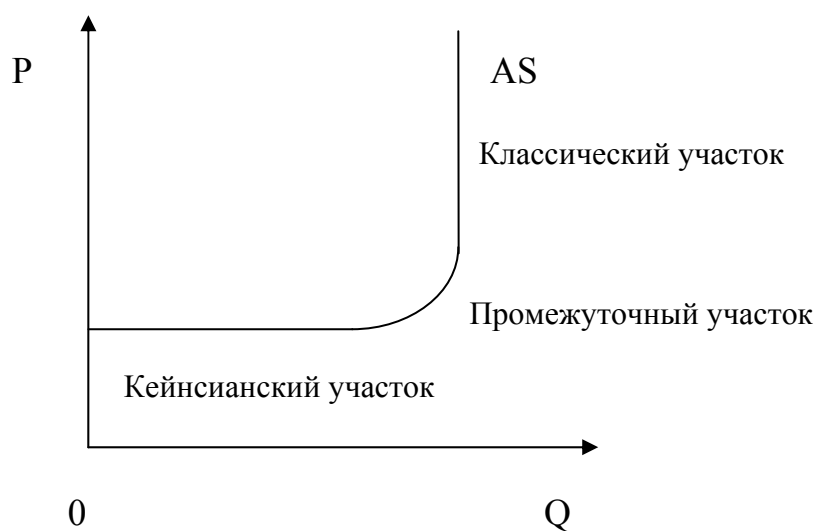 P
AS
Классический участок
Промежуточный участок
Кейнсианский участок
0
Q